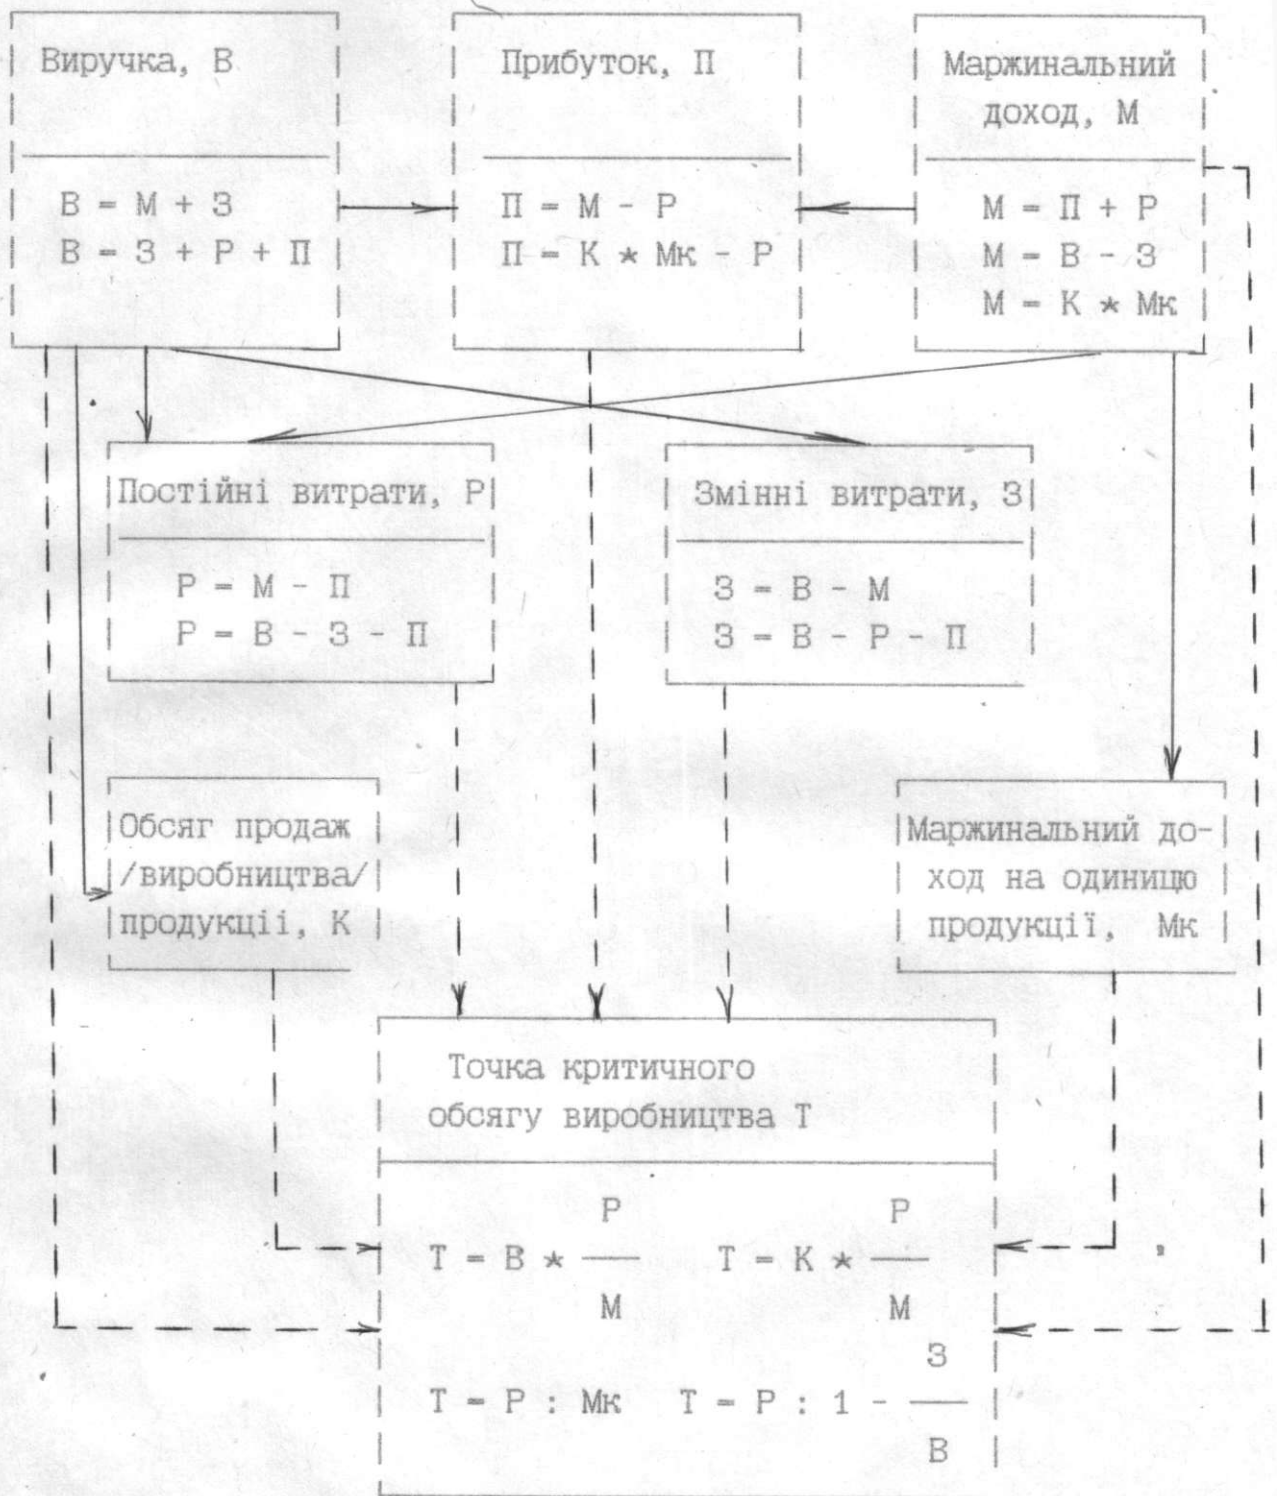 Виручка, В
В = М + З
В = З + Р + П
Прибуток, П
П = М - Р
П = К * Мк - Р
Маржинальний
доход, М
М = П + Р
М = В - З
М = К * Мк
Постійні витрати, Р
Р = М - П
Р = В - З - П
Змінні витрати, З
З = В - М
З = В - Р - П
Обсяг продаж
/виробництва/
продукціі, К
Маржинальний до-
ход на одиницю
продукції, Мк
Точка критичного
обсягу виробництва Т
Р Р
Т = В * —— Т = К * ——
М М
З
Т = Р : Мк Т = Р : 1 - ——
В